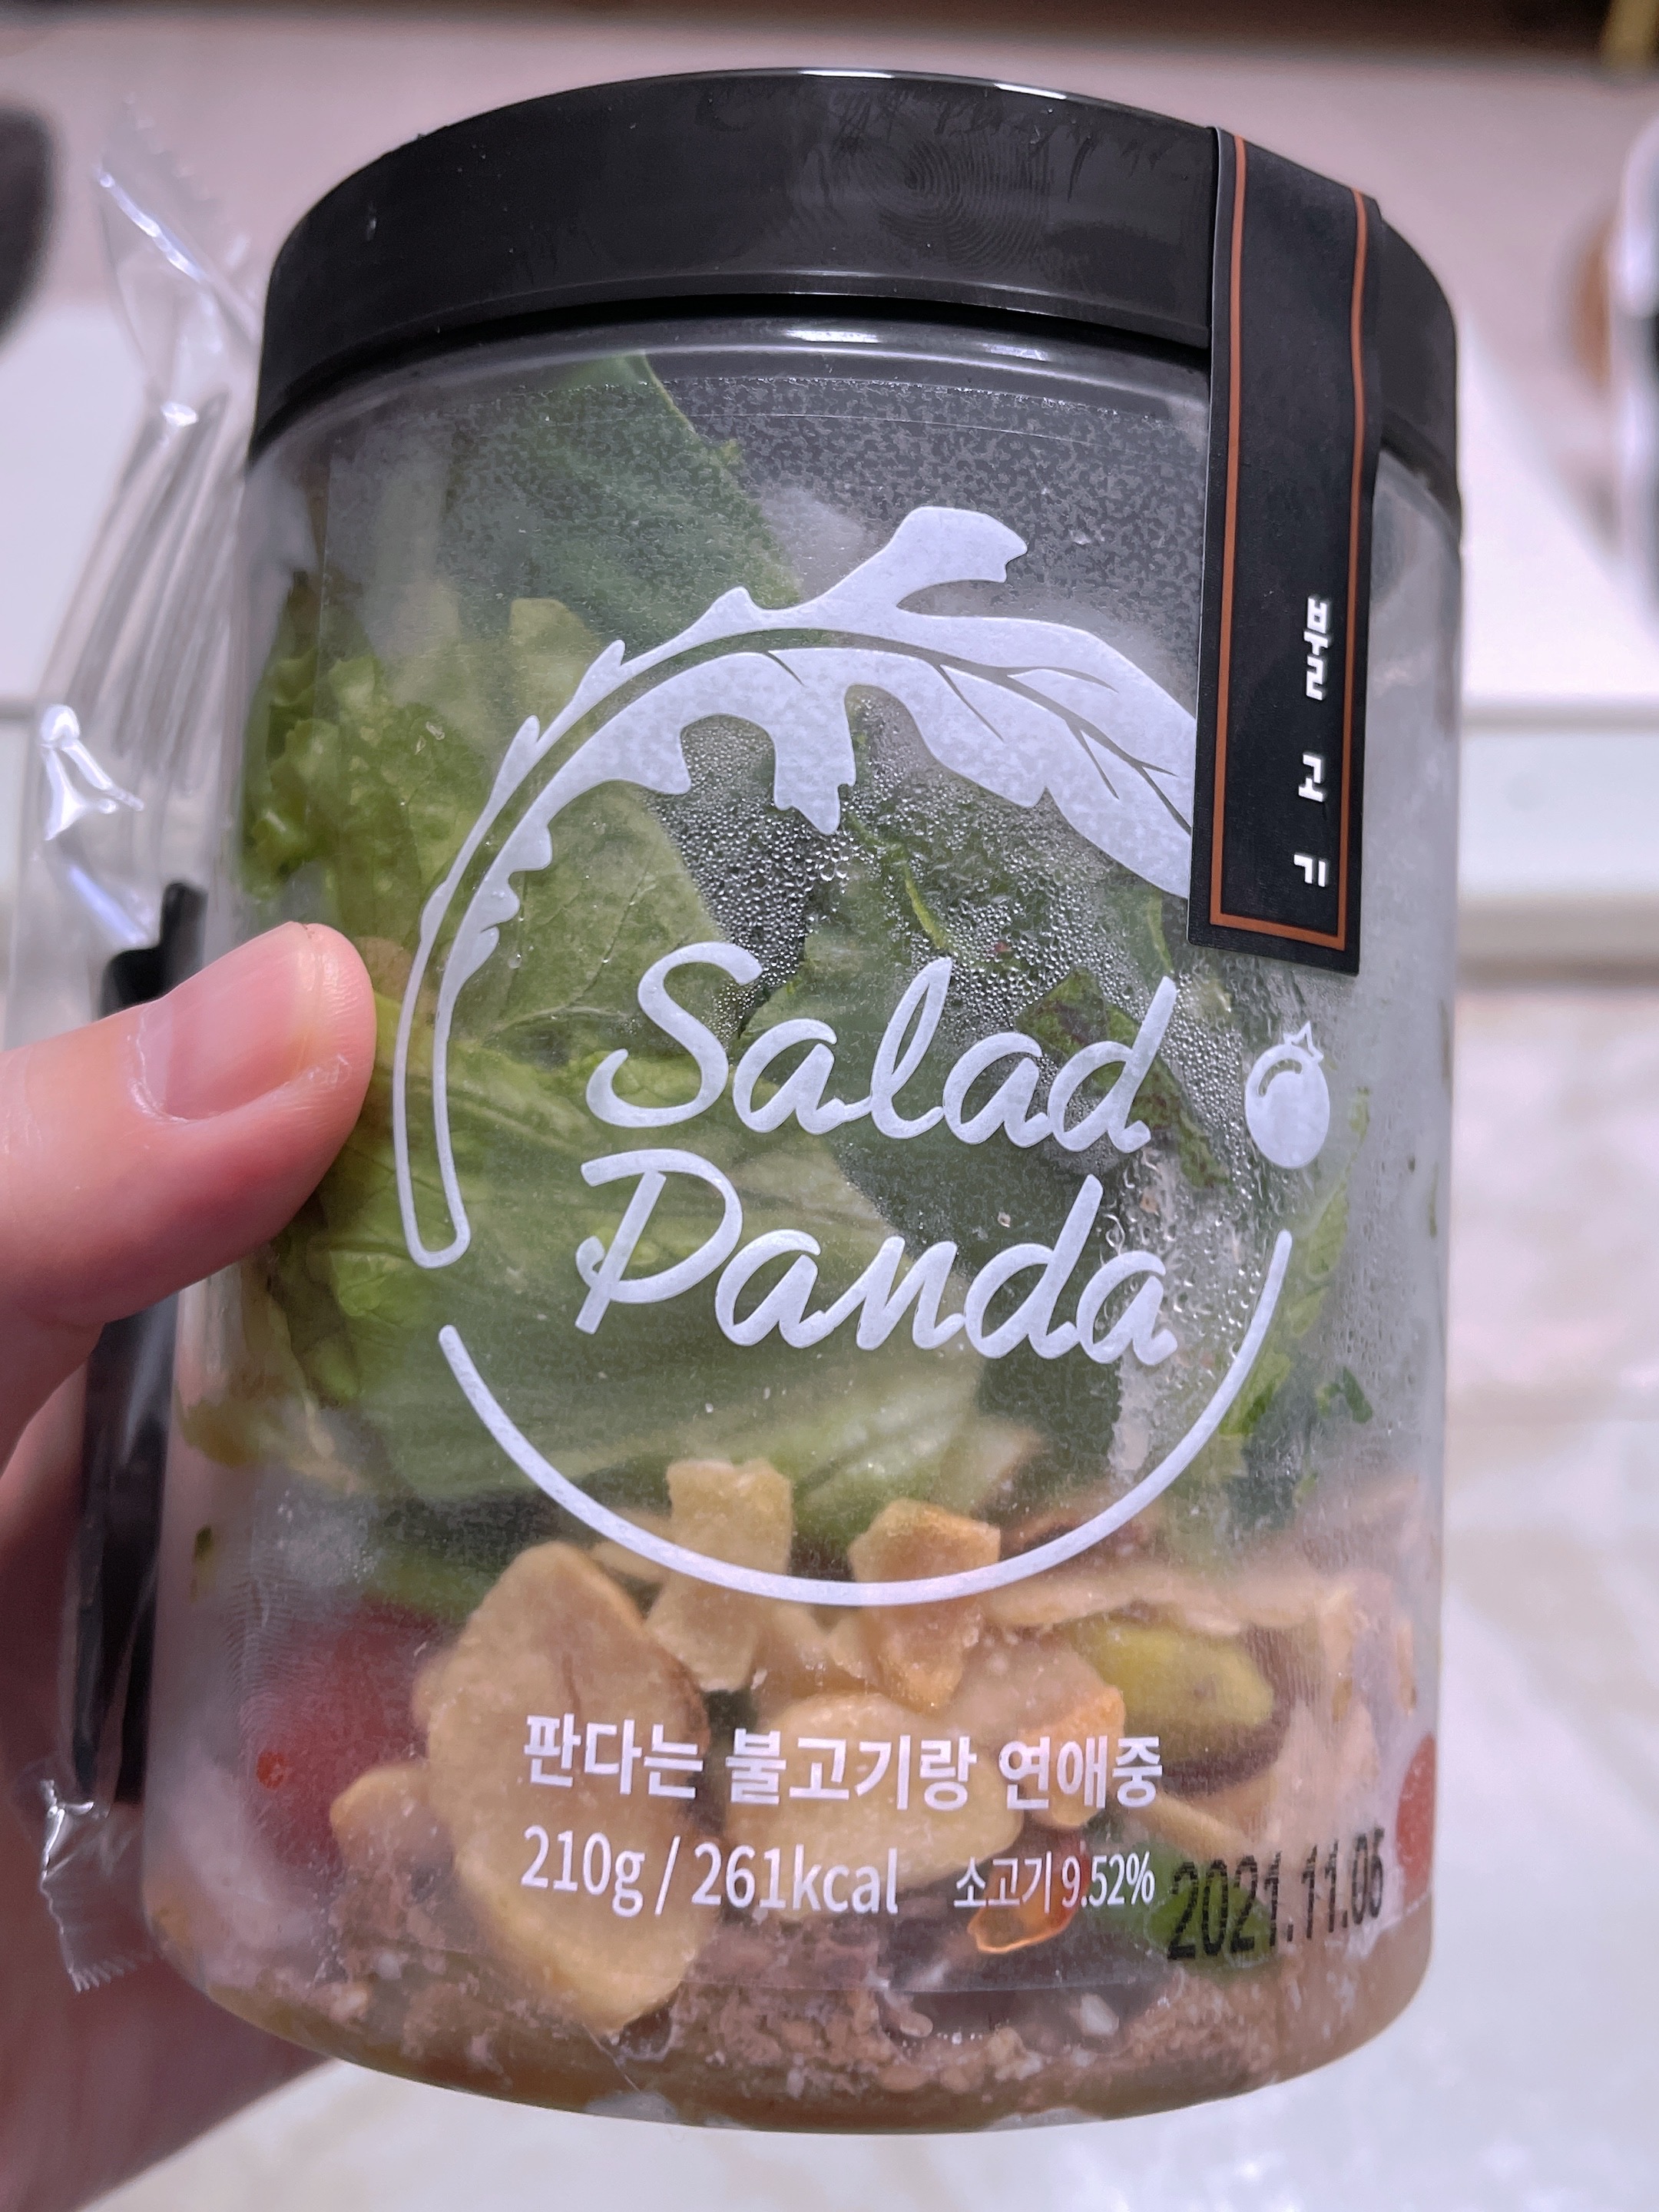 불고기
Salad
Panda
판다는 불고기랑 연애중
210g / 261kcal 소고기 9.52%
2021.11.05